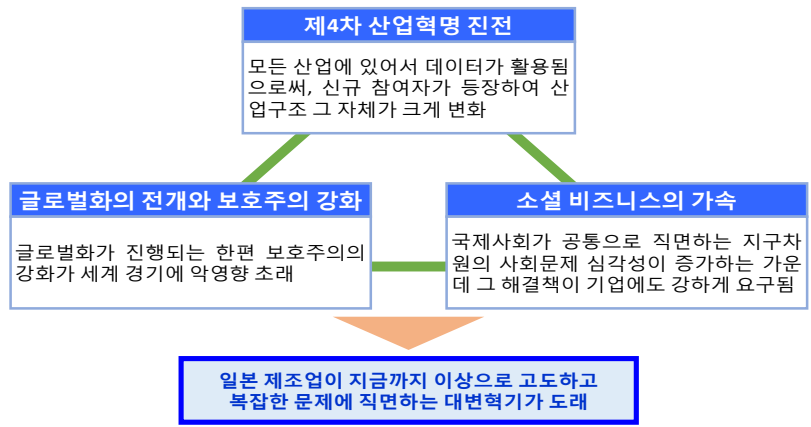 제4차 산업혁명 진전
모든 산업에 있어서 데이터가 활용됨
으로써, 신규 참여자가 등장하여 산
업구조 그 자체가 크게 변화
글로벌화의 전개와 보호주의 강화
글로벌화가 진행되는 한편 보호주의의
강화가 세계 경기에 악영향 초래
소셜 비즈니스의 가속
국제사회가 공통으로 직면하는 지구차
원의 사회문제 심각성이 증가하는 가운
데 그 해결책이 기업에도 강하게 요구됨
일본 제조업이 지금까지 이상으로 고도하고
복잡한 문제에 직면하는 대변혁기가 도래